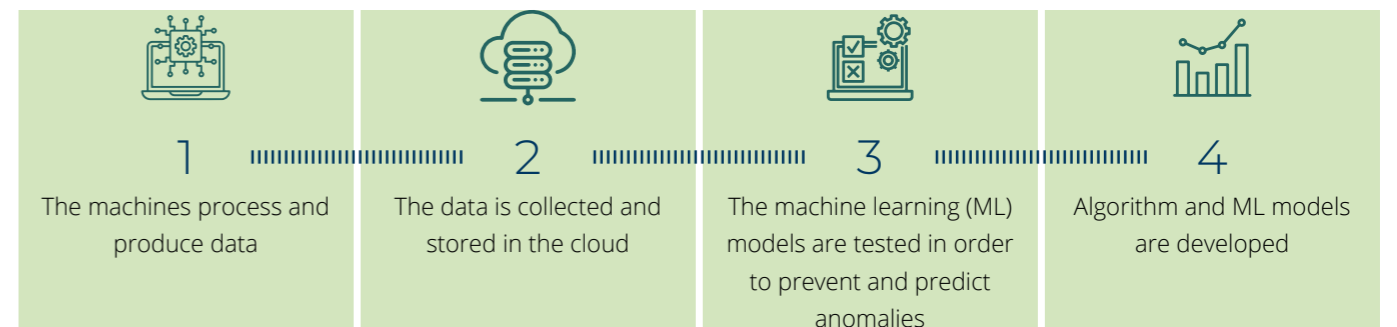 1
The machines process and
produce data
2
The data is collected and
stored in the cloud
3
The machine learning (ML)
models are tested in order
to prevent and predict
anomalies
4
Algorithm and ML models
are developed